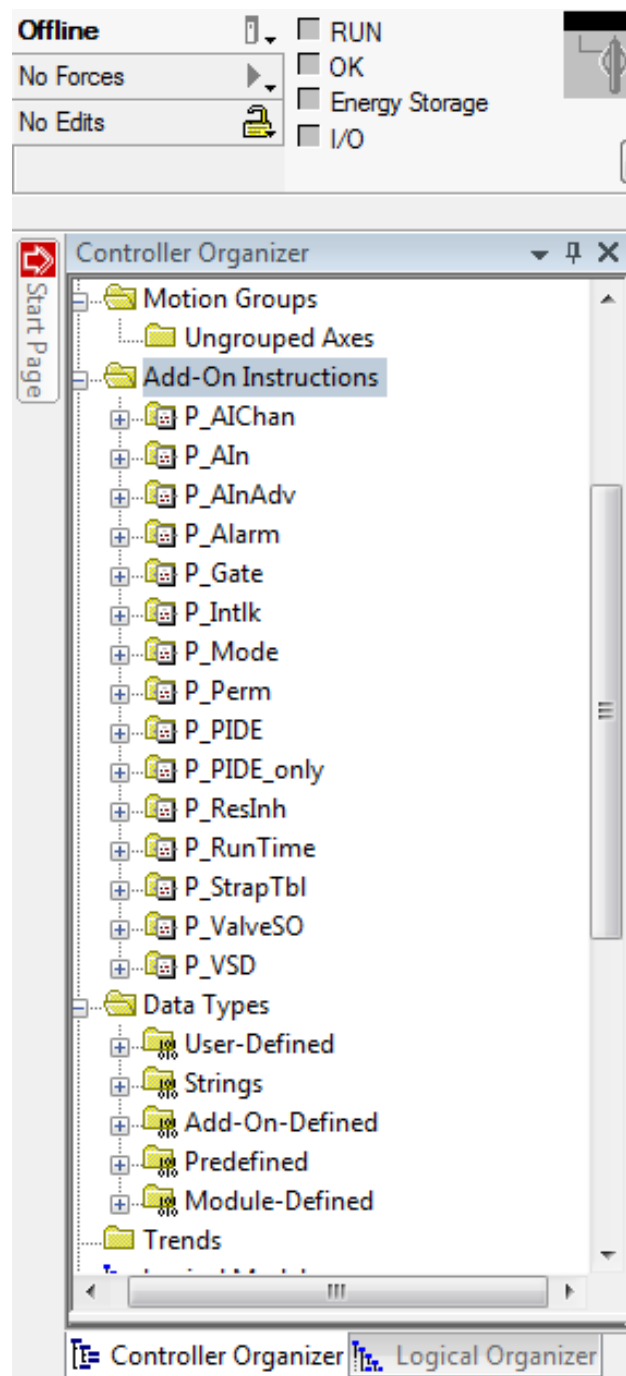 Offline
RUN
No Forces
OK
Energy Storage
No Edits
I/O
Start Page
Controller Organizer
Motion Groups
Ungrouped Axes
Add-On Instructions
P_AIChan
P_AIn
P_AInAdv
P_Alarm
P_Gate
P_Intlk
P_Mode
P_Perm
P_PIDE
P_PIDE_only
P_ResInh
P_RunTime
P_StrapTbl
P_ValveSO
P_VSD
Data Types
User-Defined
Strings
Add-On-Defined
Predefined
Module-Defined
Trends
Controller Organizer
Logical Organizer